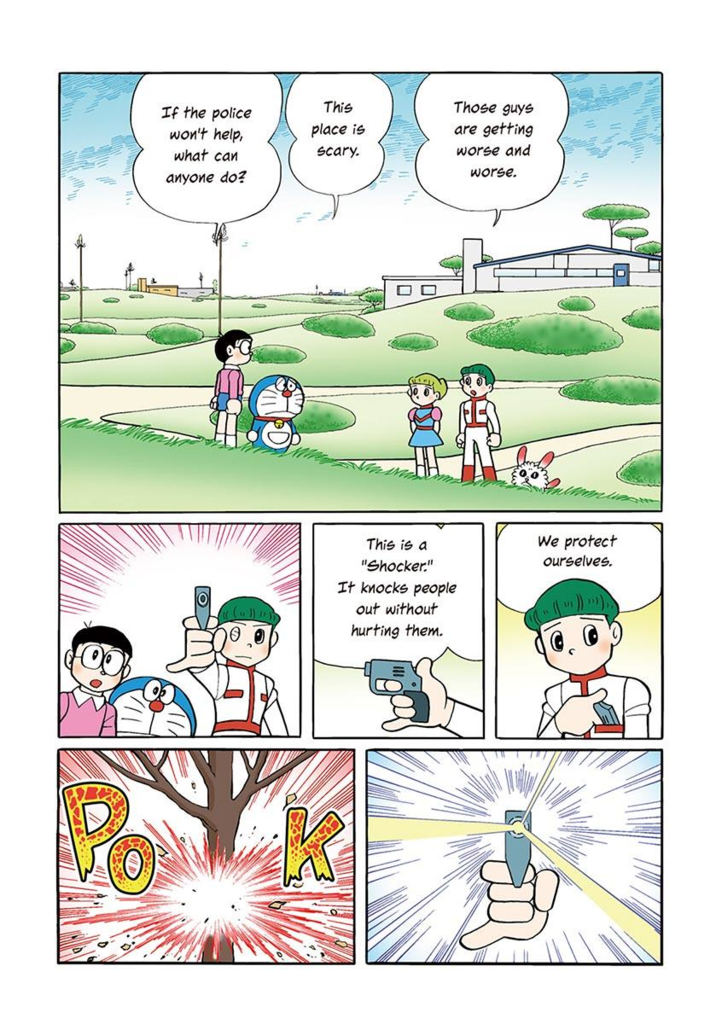 Those guys
are getting
worse and
worse.
This
place is
scary.
If the police
won't help,
what can
anyone do?
We protect
ourselves.
This is a
"Shocker."
It knocks people
out without
hurting them.
POK